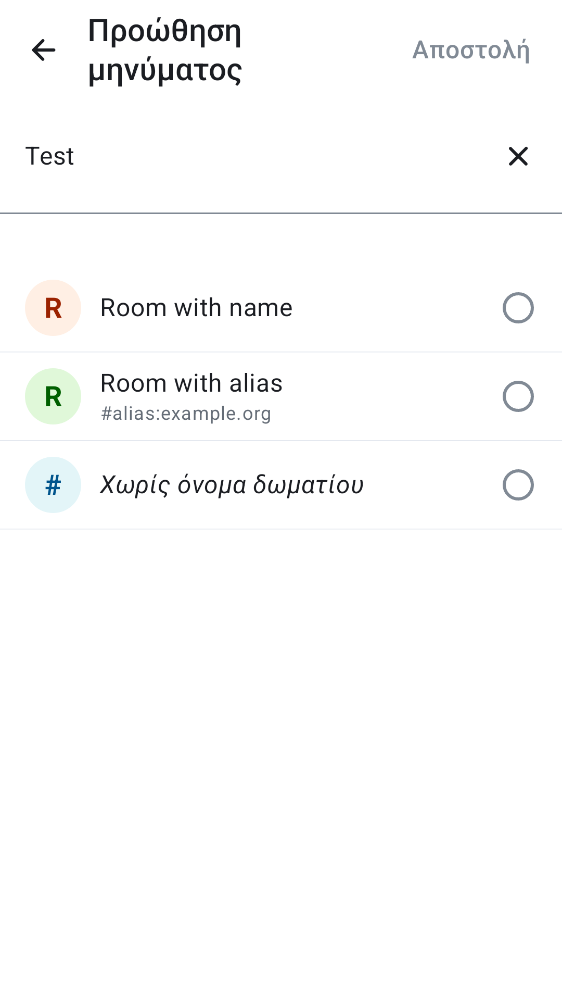 Προώθηση
μηνύματος
Αποστολή
Test
R
Room with name
R
Room with alias
#alias:example.org
#
Χωρίς όνομα δωματίου